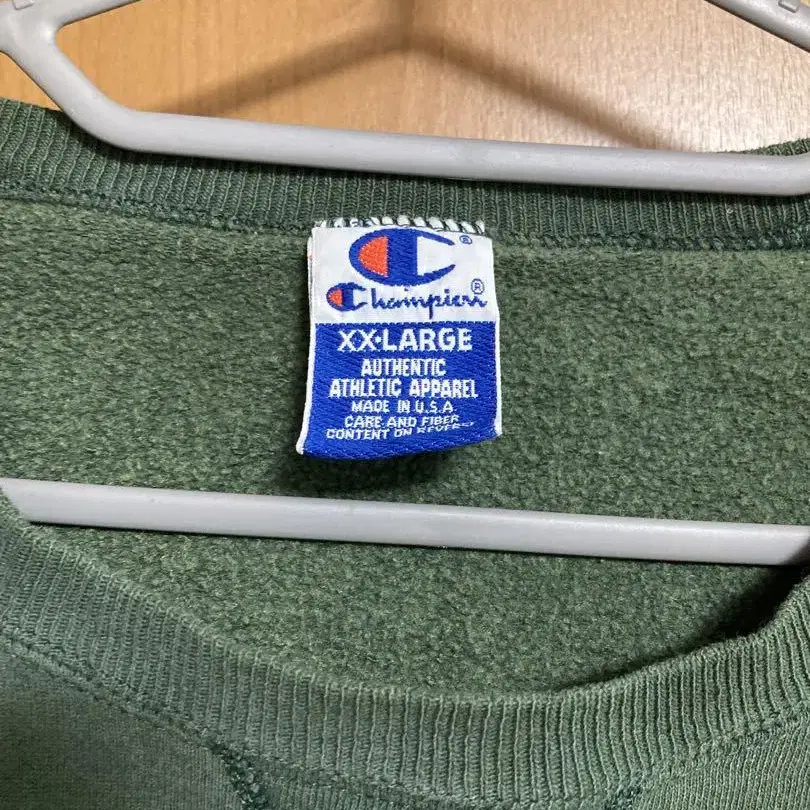 ®
Champion®
XX-LARGE
AUTHENTIC
ATHLETIC APPAREL
MADE IN U.S.A.
CARE AND FIBER
CONTENT ON REVERSE